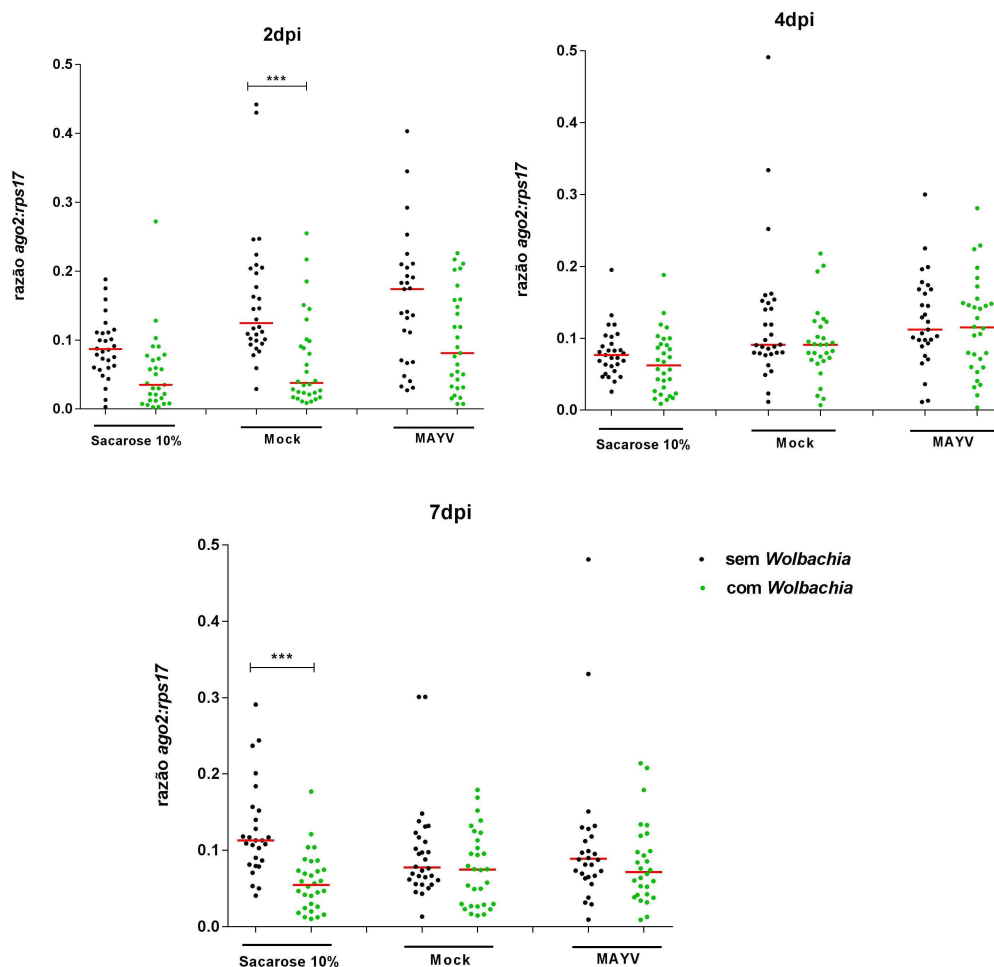 2dpi
razão ago2:rps17
0.5
0.4
0.3
0.2
0.1
0.0
***
Sacarose 10%
Mock
MAYV
4dpi
razão ago2:rps17
0.5
0.4
0.3
0.2
0.1
0.0
Sacarose 10%
Mock
MAYV
7dpi
razão ago2:rps17
0.5
0.4
0.3
0.2
0.1
0.0
***
Sacarose 10%
Mock
MAYV
sem Wolbachia
com Wolbachia